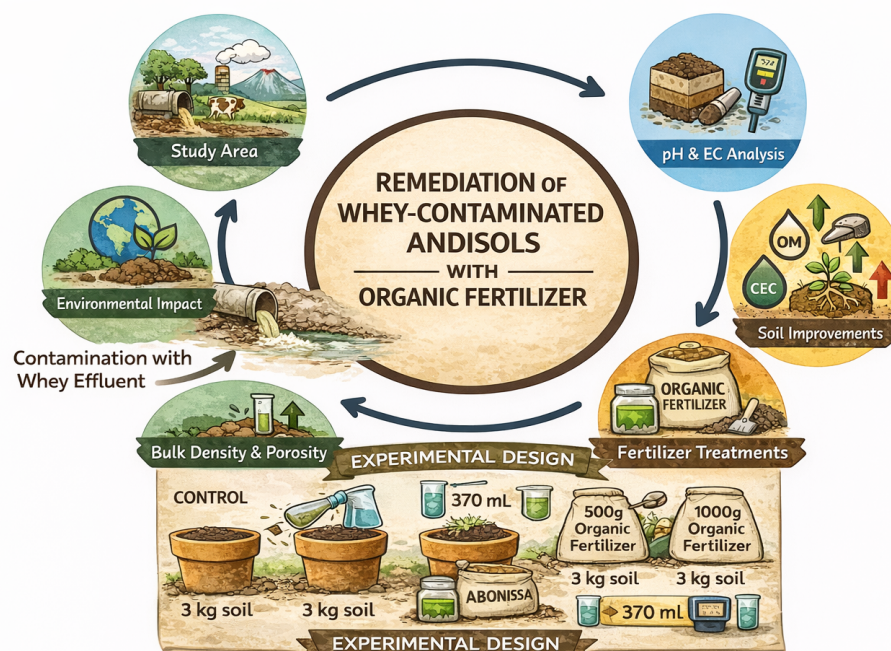 Study Area
pH & EC Analysis
REMEDIATION OF
WHEY-CONTAMINATED
ANDISOLS
WITH
ORGANIC FERTILIZER
OM
CEC
Environmental Impact
Soil Improvements
Contamination with
Whey Effluent
ORGANIC
FERTILIZER
Bulk Density & Porosity
EXPERIMENTAL DESIGN
Fertilizer Treatments
CONTROL
370 mL
500g
Organic
Fertilizer
1000g
Organic
Fertilizer
ABONISSA
3 kg soil
3 kg soil
3 kg soil
3 kg soil
370 ml
EXPERIMENTAL DESIGN